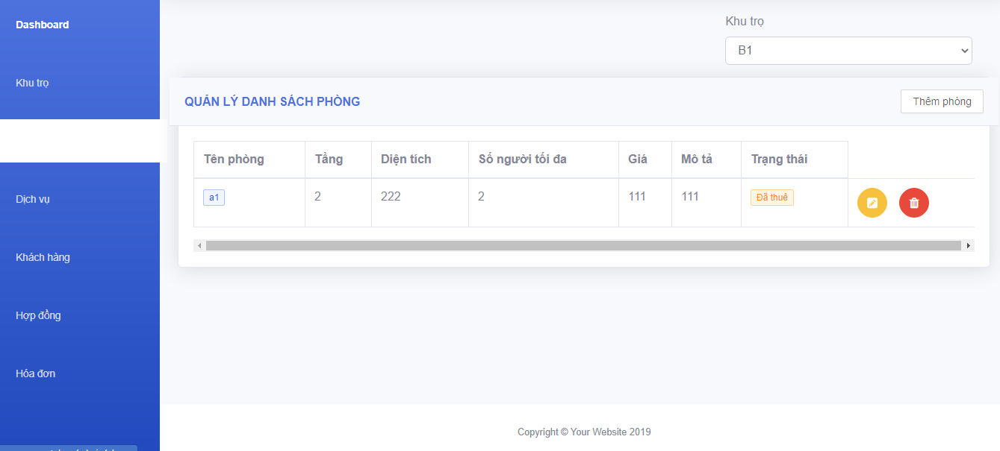 Dashboard
Khu trọ
Dịch vụ
Khách hàng
Hợp đồng
Hóa đơn
Khu trọ
B1
QUẢN LÝ DANH SÁCH PHÒNG
Thêm phòng
Tên phòng Tầng Diện tích Số người tối đa Giá Mô tả Trạng thái
a1 2 222 2 111 111 Đã thuê
Copyright © Your Website 2019